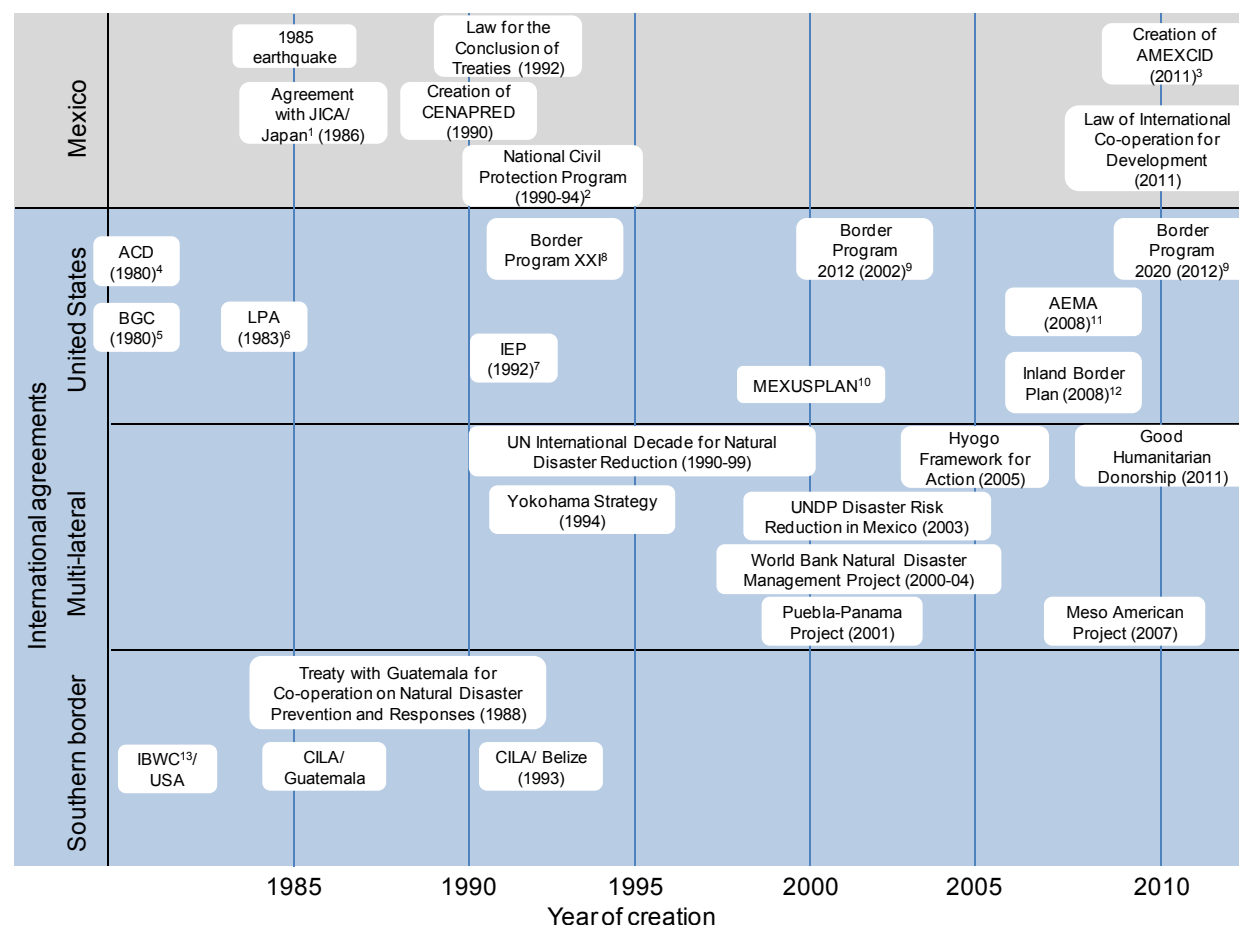 Mexico
1985
earthquake
Law for the
Conclusion of
Treaties (1992)
Creation of
AMEXCID
(2011)³
Agreement
with JICA/
Japan¹ (1986)
Creation of
CENAPRED
(1990)
Law of International
Co-operation for
Development
(2011)
National Civil
Protection Program
(1990-94)²
International agreements
United States
ACD
(1980)⁴
Border
Program XXI⁸
Border
Program
2012 (2002)⁹
Border
Program
2020 (2012)⁹
BGC
(1980)⁵
LPA
(1983)⁶
AEMA
(2008)¹¹
IEP
(1992)⁷
MEXUSPLAN¹⁰
Inland Border
Plan (2008)¹²
Multi-lateral
UN International Decade for Natural
Disaster Reduction (1990-99)
Hyogo
Framework for
Action (2005)
Good
Humanitarian
Donorship (2011)
Yokohama Strategy
(1994)
UNDP Disaster Risk
Reduction in Mexico (2003)
World Bank Natural Disaster
Management Project (2000-04)
Puebla-Panama
Project (2001)
Meso American
Project (2007)
Southern border
Treaty with Guatemala for
Co-operation on Natural Disaster
Prevention and Responses (1988)
IBWC¹³/
USA
CILA/
Guatemala
CILA/ Belize
(1993)
1985 1990 1995 2000 2005 2010
Year of creation